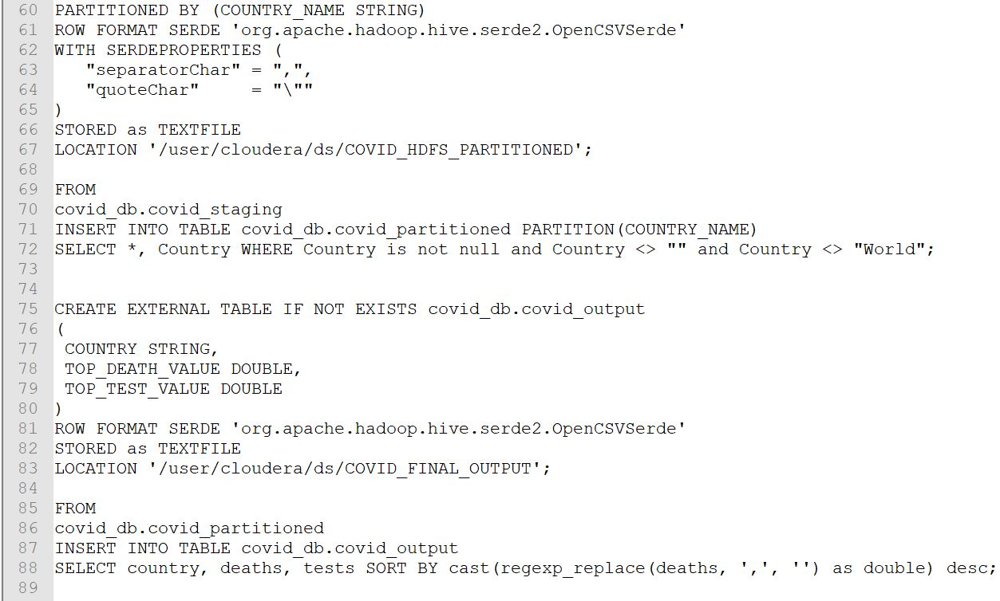 60 PARTITIONED BY (COUNTRY_NAME STRING)
61 ROW FORMAT SERDE 'org.apache.hadoop.hive.serde2.OpenCSVSerde'
62 WITH SERDEPROPERTIES (
63    "separatorChar" = ",",
64    "quoteChar"     = "\""
65 )
66 STORED as TEXTFILE
67 LOCATION '/user/cloudera/ds/COVID_HDFS_PARTITIONED';
68
69 FROM
70 covid_db.covid_staging
71 INSERT INTO TABLE covid_db.covid_partitioned PARTITION(COUNTRY_NAME)
72 SELECT *, Country WHERE Country is not null and Country <> "" and Country <> "World";
73
74
75 CREATE EXTERNAL TABLE IF NOT EXISTS covid_db.covid_output
76 (
77  COUNTRY STRING,
78  TOP_DEATH_VALUE DOUBLE,
79  TOP_TEST_VALUE DOUBLE
80 )
81 ROW FORMAT SERDE 'org.apache.hadoop.hive.serde2.OpenCSVSerde'
82 STORED as TEXTFILE
83 LOCATION '/user/cloudera/ds/COVID_FINAL_OUTPUT';
84
85 FROM
86 covid_db.covid_partitioned
87 INSERT INTO TABLE covid_db.covid_output
88 SELECT country, deaths, tests SORT BY cast(regexp_replace(deaths, ',', '') as double) desc;
89